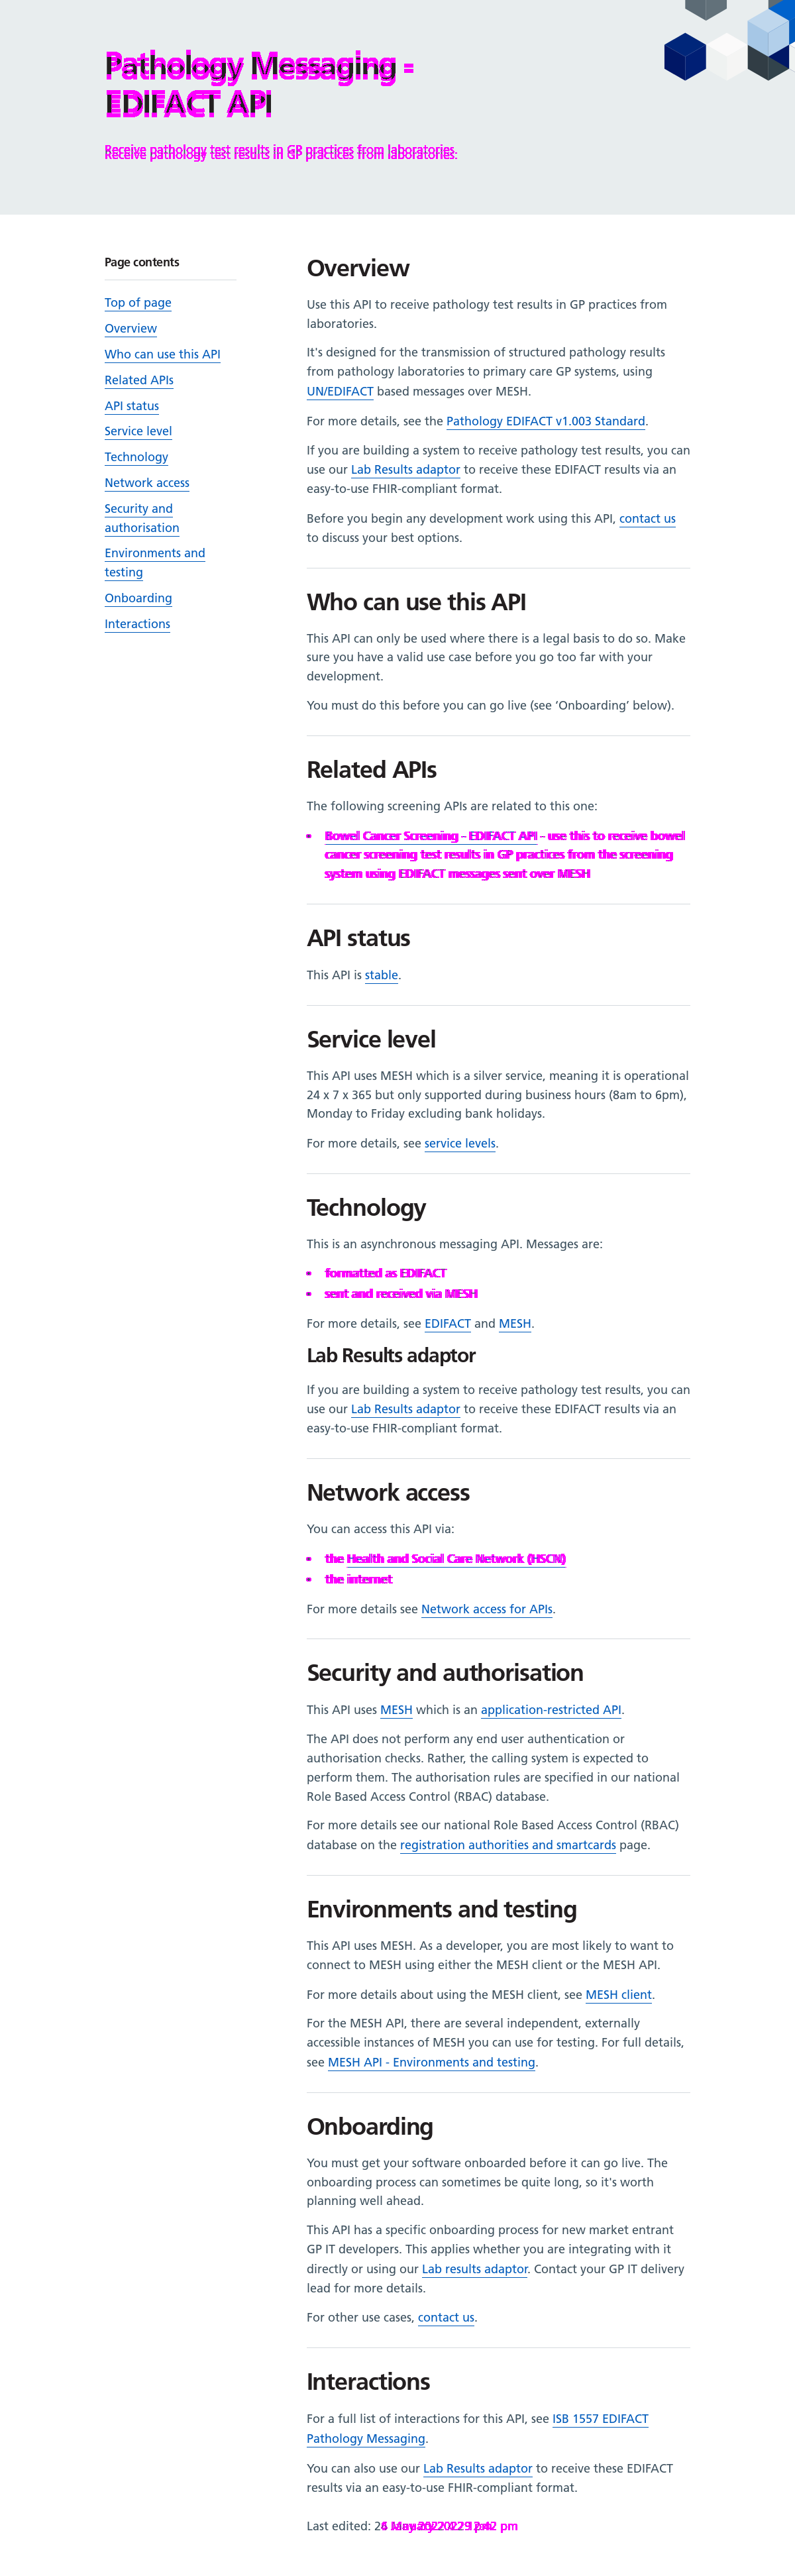 Pathology Messaging -
EDIFACT API
Receive pathology test results in GP practices from laboratories.
Page contents
Top of page
Overview
Who can use this API
Related APIs
API status
Service level
Technology
Network access
Security and
authorisation
Environments and
testing
Onboarding
Interactions
Overview
Use this API to receive pathology test results in GP practices from
laboratories.
It's designed for the transmission of structured pathology results
from pathology laboratories to primary care GP systems, using
UN/EDIFACT based messages over MESH.
For more details, see the Pathology EDIFACT v1.003 Standard.
If you are building a system to receive pathology test results, you can
use our Lab Results adaptor to receive these EDIFACT results via an
easy-to-use FHIR-compliant format.
Before you begin any development work using this API, contact us
to discuss your best options.
Who can use this API
This API can only be used where there is a legal basis to do so. Make
sure you have a valid use case before you go too far with your
development.
You must do this before you can go live (see ‘Onboarding’ below).
Related APIs
The following screening APIs are related to this one:
• Bowel Cancer Screening - EDIFACT API - use this to receive bowel
cancer screening test results in GP practices from the screening
system using EDIFACT messages sent over MESH
API status
This API is stable.
Service level
This API uses MESH which is a silver service, meaning it is operational
24 x 7 x 365 but only supported during business hours (8am to 6pm),
Monday to Friday excluding bank holidays.
For more details, see service levels.
Technology
This is an asynchronous messaging API. Messages are:
• formatted as EDIFACT
• sent and received via MESH
For more details, see EDIFACT and MESH.
Lab Results adaptor
If you are building a system to receive pathology test results, you can
use our Lab Results adaptor to receive these EDIFACT results via an
easy-to-use FHIR-compliant format.
Network access
You can access this API via:
• the Health and Social Care Network (HSCN)
• the internet
For more details see Network access for APIs.
Security and authorisation
This API uses MESH which is an application-restricted API.
The API does not perform any end user authentication or
authorisation checks. Rather, the calling system is expected to
perform them. The authorisation rules are specified in our national
Role Based Access Control (RBAC) database.
For more details see our national Role Based Access Control (RBAC)
database on the registration authorities and smartcards page.
Environments and testing
This API uses MESH. As a developer, you are most likely to want to
connect to MESH using either the MESH client or the MESH API.
For more details about using the MESH client, see MESH client.
For the MESH API, there are several independent, externally
accessible instances of MESH you can use for testing. For full details,
see MESH API - Environments and testing.
Onboarding
You must get your software onboarded before it can go live. The
onboarding process can sometimes be quite long, so it's worth
planning well ahead.
This API has a specific onboarding process for new market entrant
GP IT developers. This applies whether you are integrating with it
directly or using our Lab results adaptor. Contact your GP IT delivery
lead for more details.
For other use cases, contact us.
Interactions
For a full list of interactions for this API, see ISB 1557 EDIFACT
Pathology Messaging.
You can also use our Lab Results adaptor to receive these EDIFACT
results via an easy-to-use FHIR-compliant format.
Last edited: pm